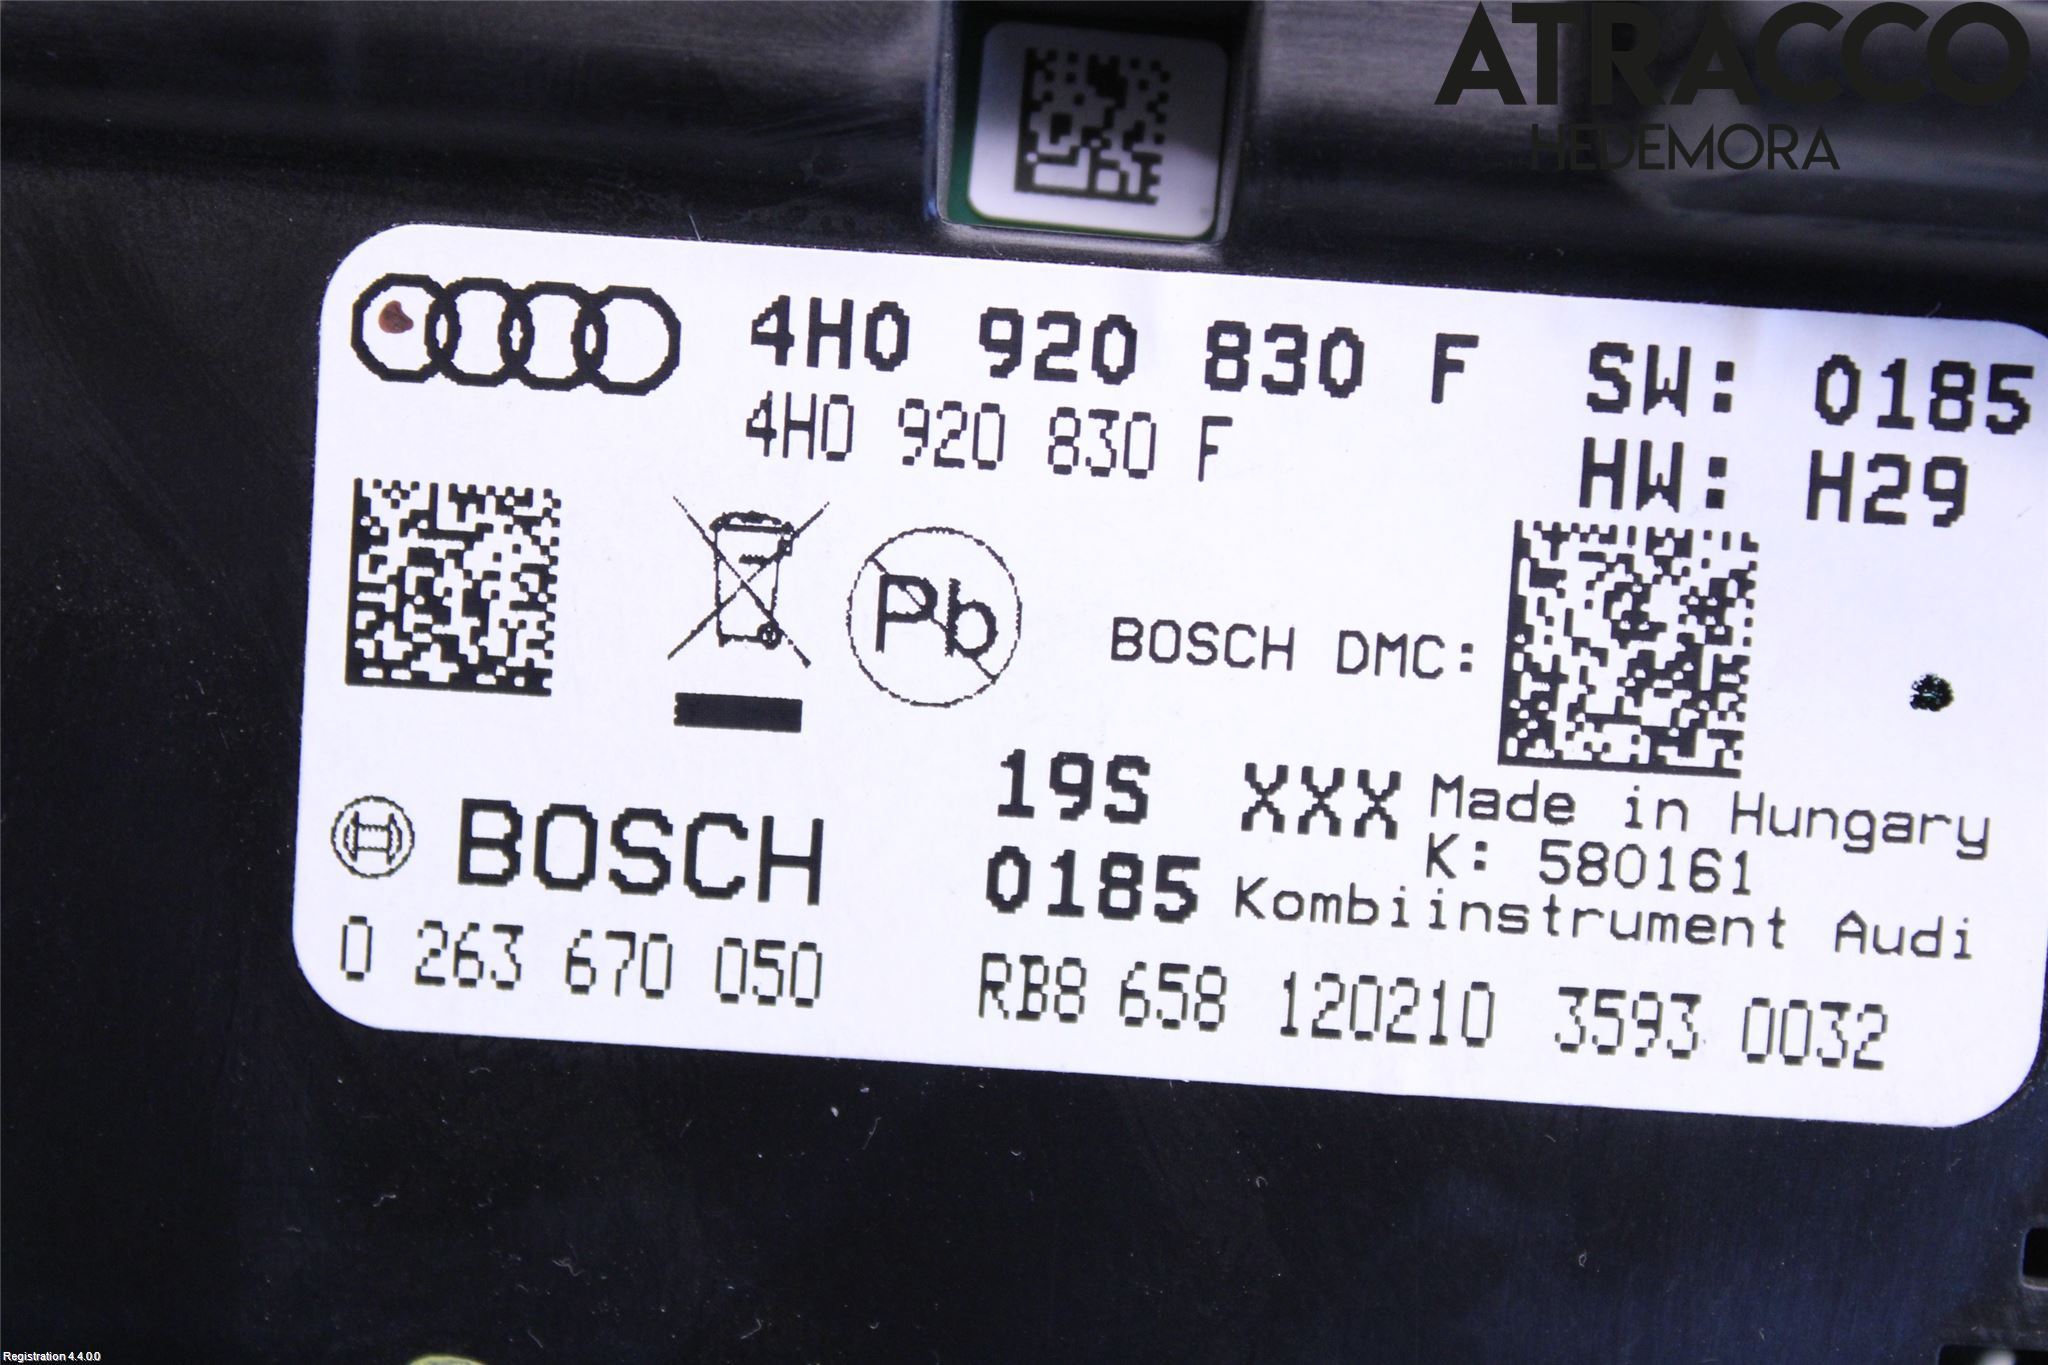 ATRACCO
HEDEMORA
4H0 920 830 F SW: 0185
4H0 920 830 F HW: H29
Pb
BOSCH DMC:
19S XXX Made in Hungary
K: 580161
BOSCH 0185 Kombiinstrument Audi
0 263 670 050 RB8 658 120210 3593 0032
Registration 4.4.0.0